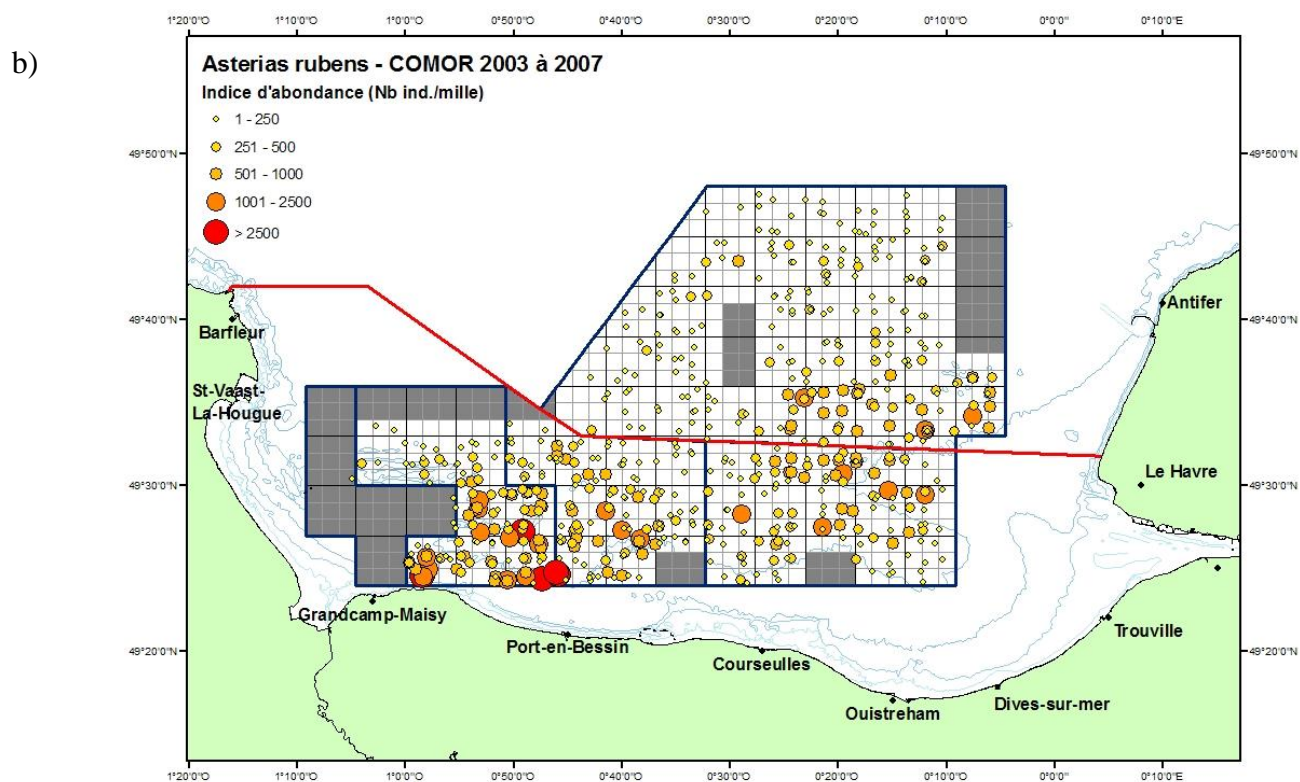 b)
1°20'0"O 1°10'0"O 1°0'0"O 0°50'0"O 0°40'0"O 0°30'0"O 0°20'0"O 0°10'0"O 0°0'0" 0°10'0"E
Asterias rubens - COMOR 2003 à 2007
Indice d'abondance (Nb ind./mille)
1 - 250
251 - 500
501 - 1000
1001 - 2500
> 2500
49°50'0"N 49°50'0"N
Antifer
49°40'0"N 49°40'0"N
Barfleur
St-Vaast-
La-Hougue
Le Havre
49°30'0"N 49°30'0"N
Grandcamp-Maisy
Trouville
Port-en-Bessin
49°20'0"N 49°20'0"N
Courseulles
Dives-sur-mer
Ouistreham
1°20'0"O 1°10'0"O 1°0'0"O 0°50'0"O 0°40'0"O 0°30'0"O 0°20'0"O 0°10'0"O 0°0'0" 0°10'0"E